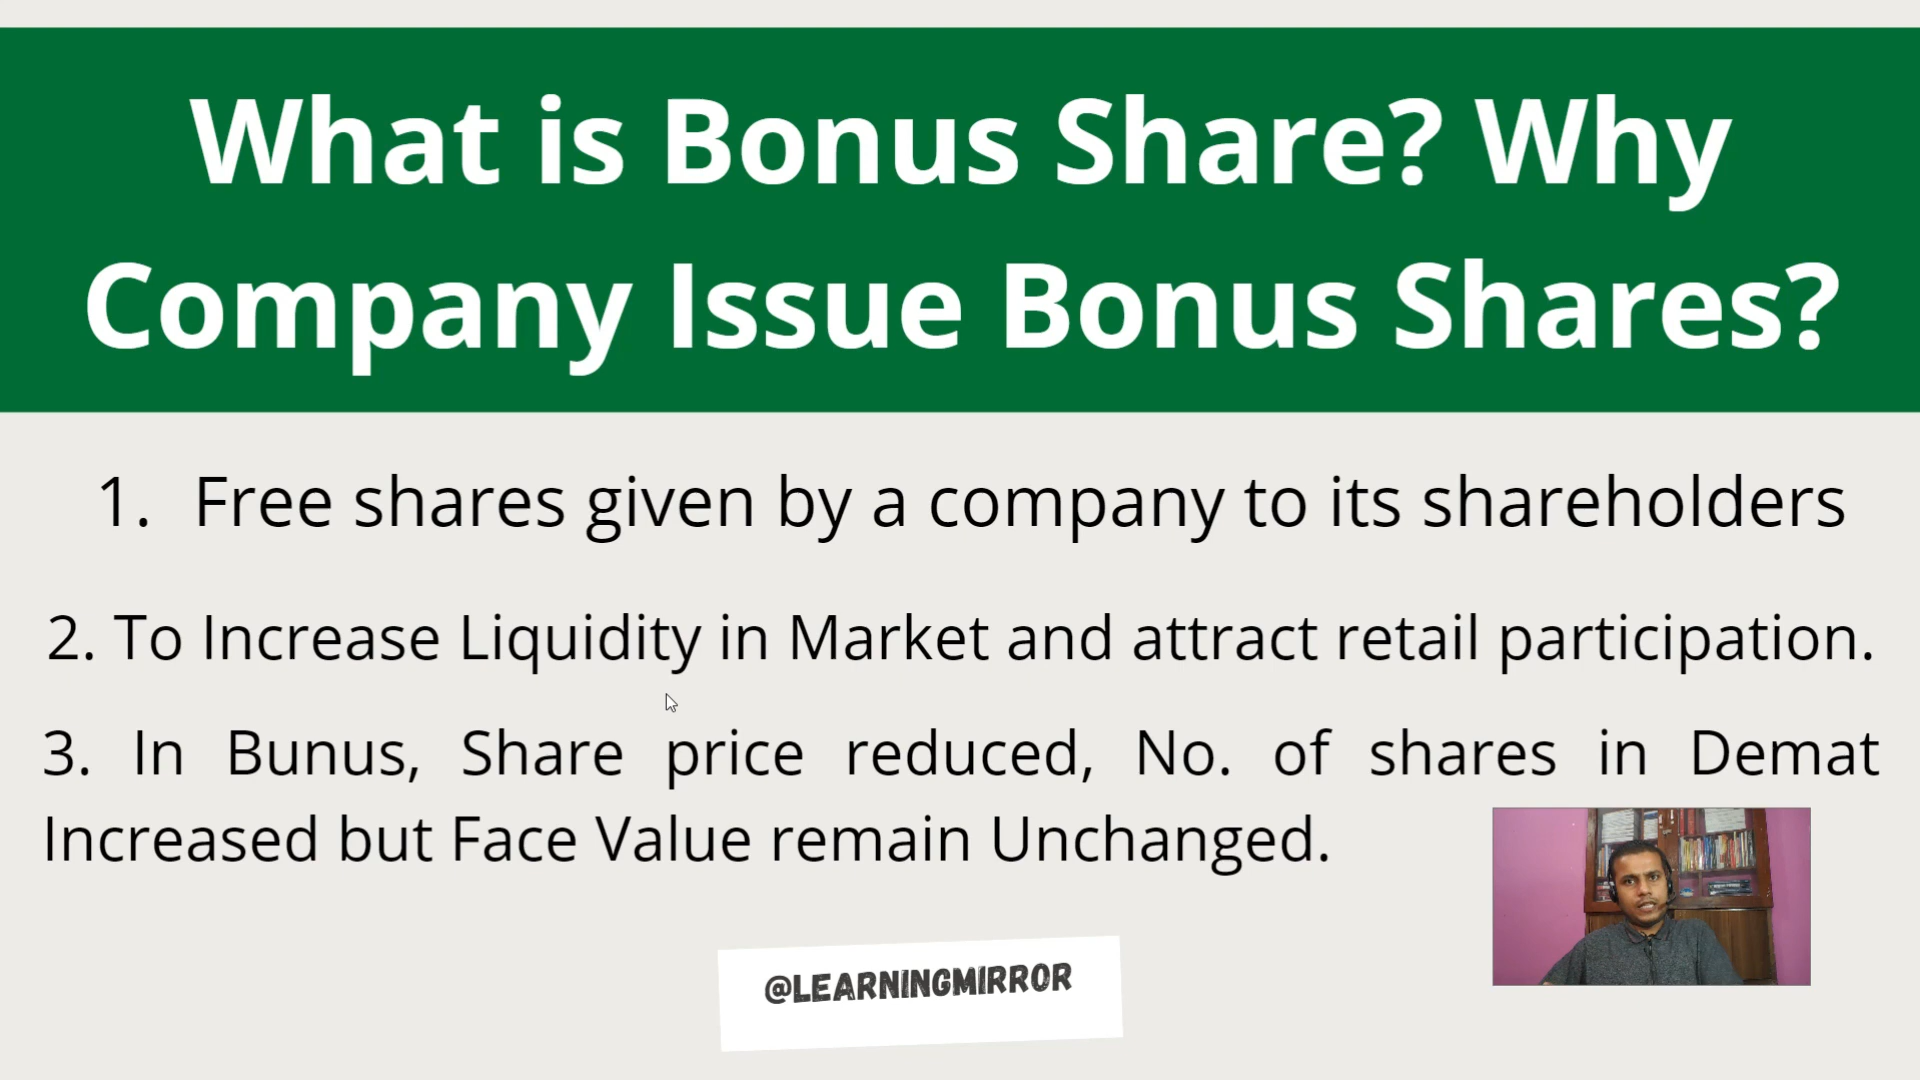 What is Bonus Share? Why
Company Issue Bonus Shares?
1. Free shares given by a company to its shareholders
2. To Increase Liquidity in Market and attract retail participation.
3. In Bunus, Share price reduced, No. of shares in Demat
Increased but Face Value remain Unchanged.
@LEARNINGMIRROR